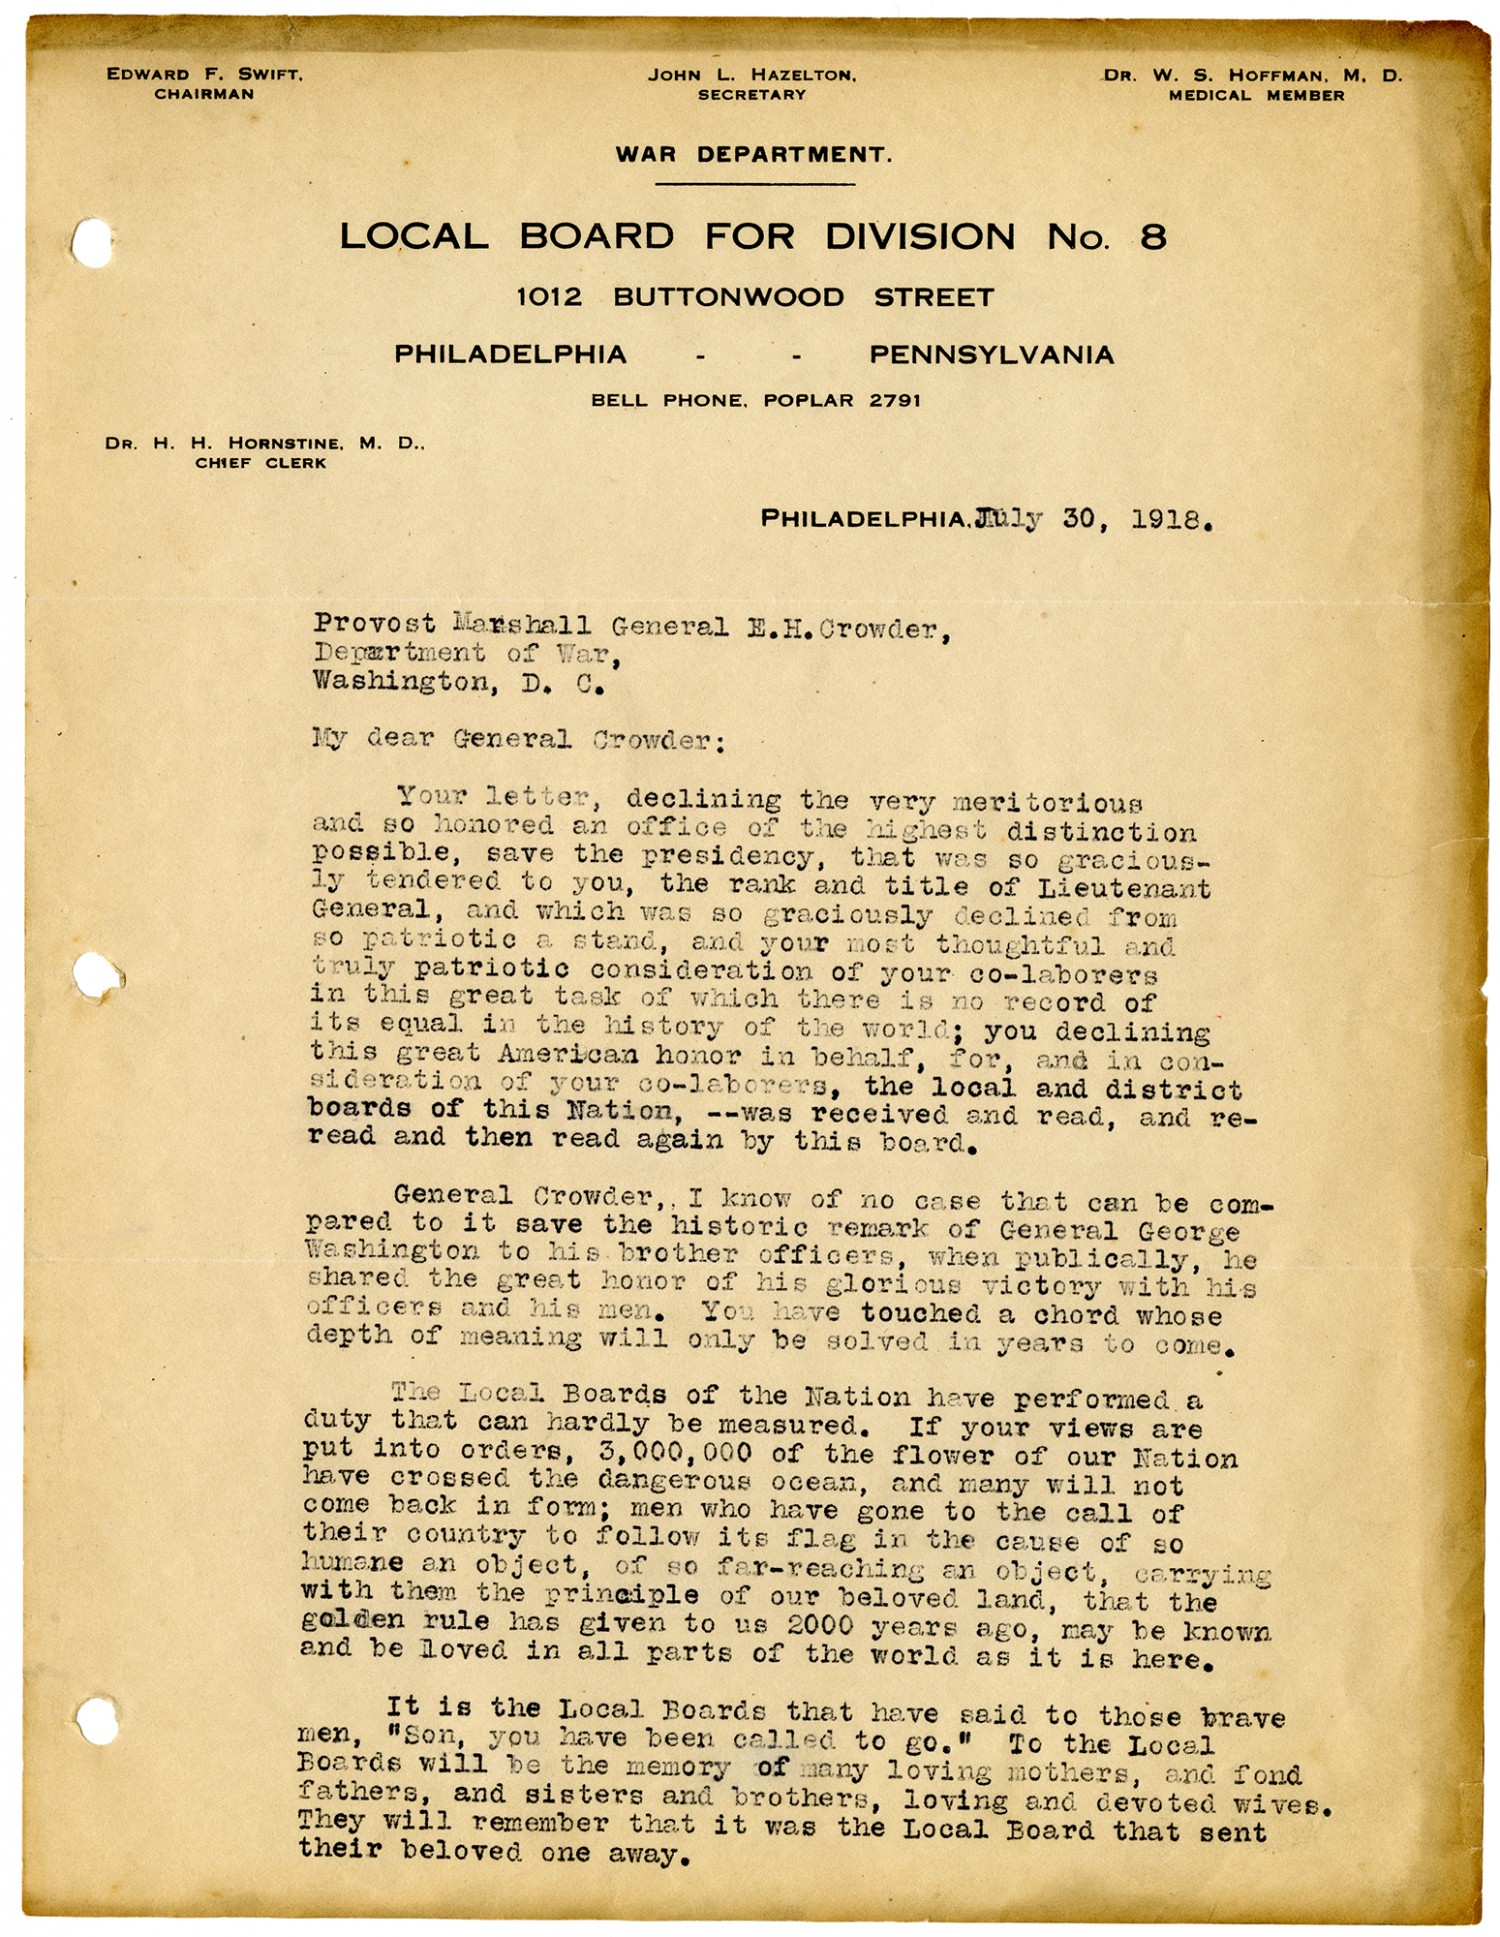 EDWARD F. SWIFT,
CHAIRMAN
JOHN L. HAZELTON,
SECRETARY
DR. W. S. HOFFMAN, M. D.
MEDICAL MEMBER
WAR DEPARTMENT.
LOCAL BOARD FOR DIVISION No. 8
1012 BUTTONWOOD STREET
PHILADELPHIA - - PENNSYLVANIA
BELL PHONE, POPLAR 2791
DR. H. H. HORNSTINE, M. D.,
CHIEF CLERK
PHILADELPHIA, July 30, 1918.
Provost Marshall General E.H.Crowder,
Department of War,
Washington, D. C.
My dear General Crowder:
Your letter, declining the very meritorious
and so honored an office of the highest distinction
possible, save the presidency, that was so gracious-
ly tendered to you, the rank and title of Lieutenant
General, and which was so graciously declined from
so patriotic a stand, and your most thoughtful and
truly patriotic consideration of your co-laborers
in this great task of which there is no record of
its equal in the history of the world; you declining
this great American honor in behalf, for, and in con-
sideration of your co-laborers, the local and district
boards of this Nation, --was received and read, and re-
read and then read again by this board.
General Crowder, I know of no case that can be com-
pared to it save the historic remark of General George
Washington to his brother officers, when publically, he
shared the great honor of his glorious victory with his
officers and his men. You have touched a chord whose
depth of meaning will only be solved in years to come.
The Local Boards of the Nation have performed a
duty that can hardly be measured. If your views are
put into orders, 3,000,000 of the flower of our Nation
have crossed the dangerous ocean, and many will not
come back in form; men who have gone to the call of
their country to follow its flag in the cause of so
humane an object, of so far-reaching an object, carrying
with them the principle of our beloved land, that the
golden rule has given to us 2000 years ago, may be known
and be loved in all parts of the world as it is here.
It is the Local Boards that have said to those brave
men, "Son, you have been called to go." To the Local
Boards will be the memory of many loving mothers, and fond
fathers, and sisters and brothers, loving and devoted wives.
They will remember that it was the Local Board that sent
their beloved one away.